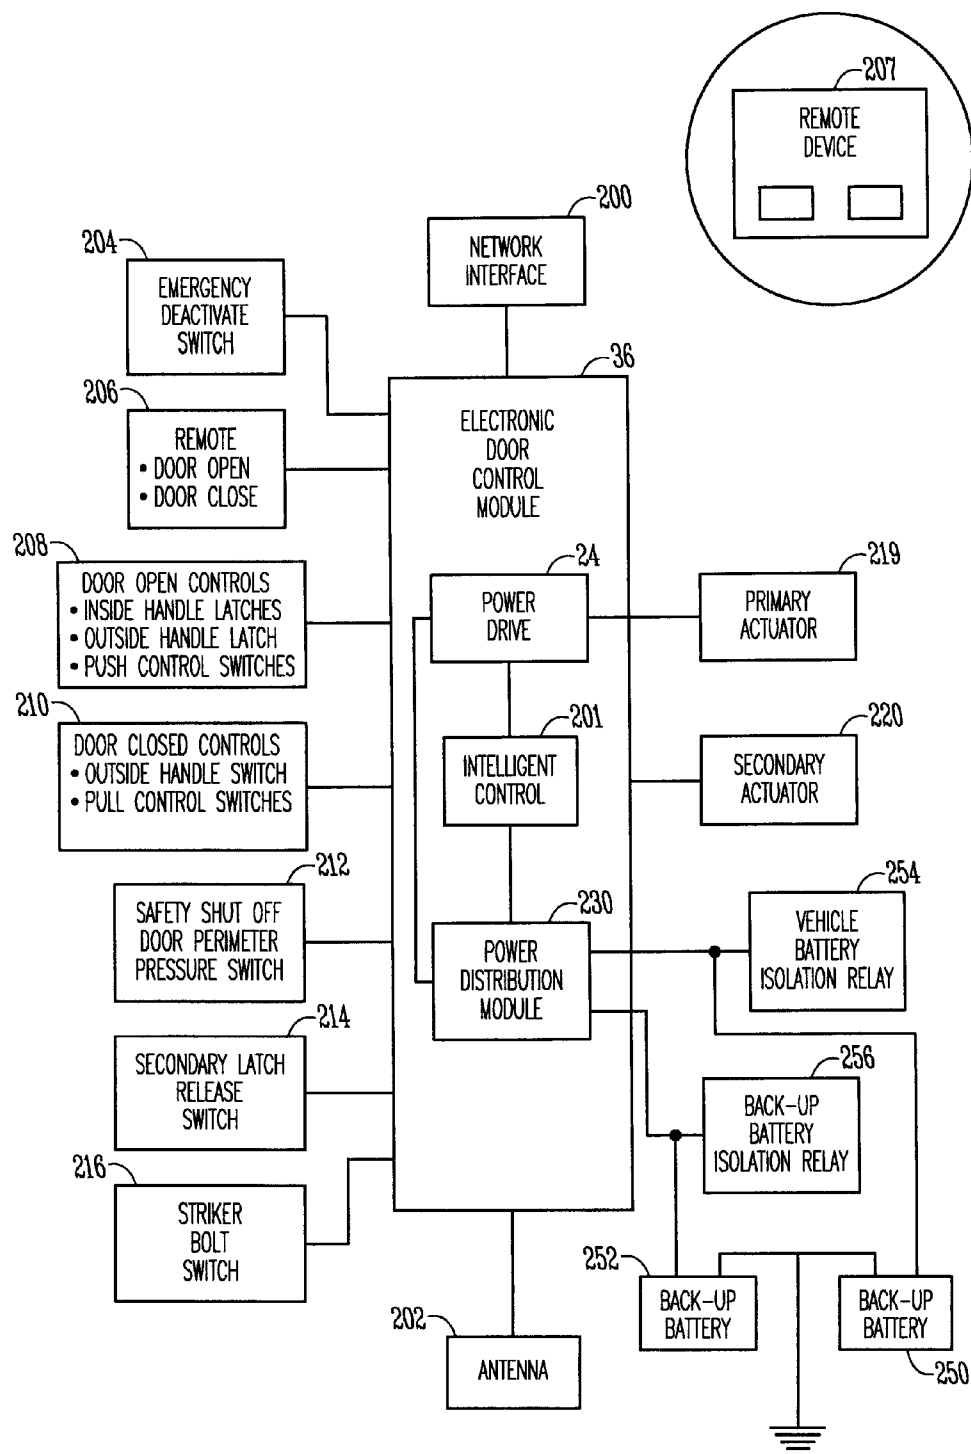 207
REMOTE
DEVICE
200
NETWORK
INTERFACE
204
EMERGENCY
DEACTIVATE
SWITCH
36
ELECTRONIC
DOOR
CONTROL
MODULE
206
REMOTE
• DOOR OPEN
• DOOR CLOSE
208
DOOR OPEN CONTROLS
• INSIDE HANDLE LATCHES
• OUTSIDE HANDLE LATCH
• PUSH CONTROL SWITCHES
24
POWER
DRIVE
219
PRIMARY
ACTUATOR
210
DOOR CLOSED CONTROLS
• OUTSIDE HANDLE SWITCH
• PULL CONTROL SWITCHES
201
INTELLIGENT
CONTROL
220
SECONDARY
ACTUATOR
212
SAFETY SHUT OFF
DOOR PERIMETER
PRESSURE SWITCH
230
POWER
DISTRIBUTION
MODULE
254
VEHICLE
BATTERY
ISOLATION RELAY
214
SECONDARY LATCH
RELEASE
SWITCH
256
BACK-UP
BATTERY
ISOLATION RELAY
216
STRIKER
BOLT
SWITCH
252
BACK-UP
BATTERY
BACK-UP
BATTERY
250
202
ANTENNA